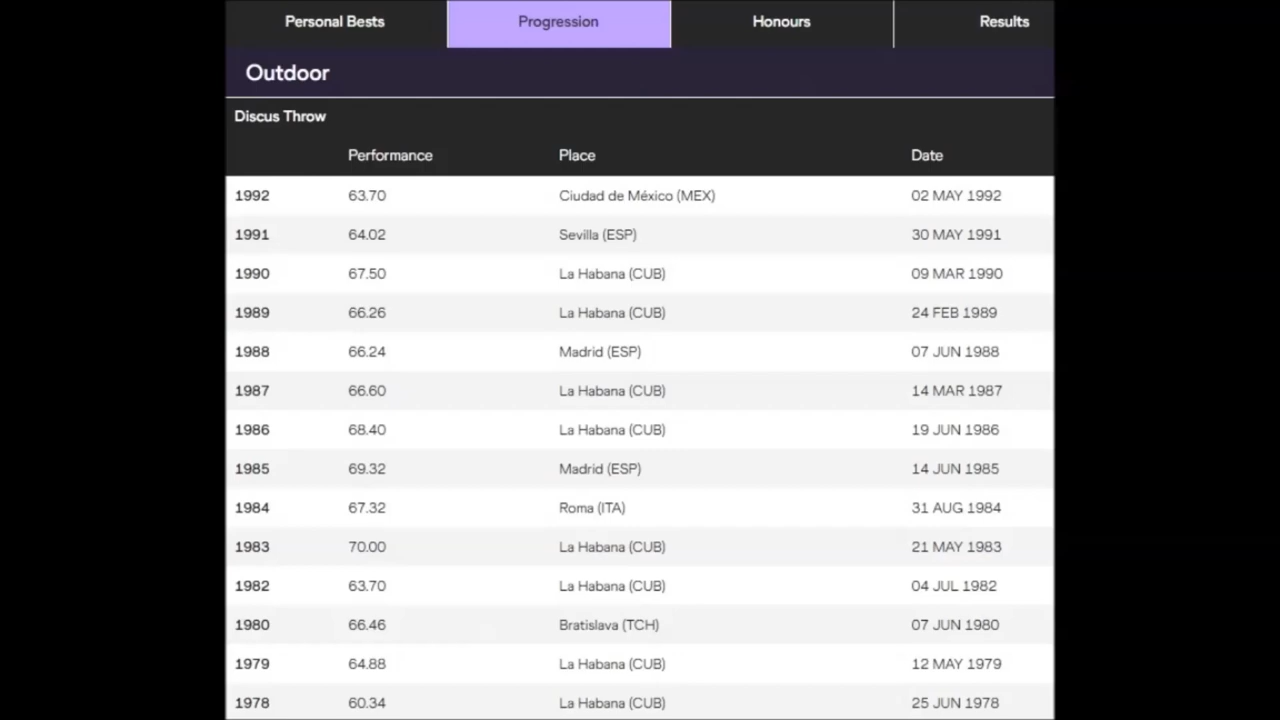 Personal Bests Progression Honours Results
Outdoor
Discus Throw
Performance Place Date
1992 63.70 Ciudad de México (MEX) 02 MAY 1992
1991 64.02 Sevilla (ESP) 30 MAY 1991
1990 67.50 La Habana (CUB) 09 MAR 1990
1989 66.26 La Habana (CUB) 24 FEB 1989
1988 66.24 Madrid (ESP) 07 JUN 1988
1987 66.60 La Habana (CUB) 14 MAR 1987
1986 68.40 La Habana (CUB) 19 JUN 1986
1985 69.32 Madrid (ESP) 14 JUN 1985
1984 67.32 Roma (ITA) 31 AUG 1984
1983 70.00 La Habana (CUB) 21 MAY 1983
1982 63.70 La Habana (CUB) 04 JUL 1982
1980 66.46 Bratislava (TCH) 07 JUN 1980
1979 64.88 La Habana (CUB) 12 MAY 1979
1978 60.34 La Habana (CUB) 25 JUN 1978